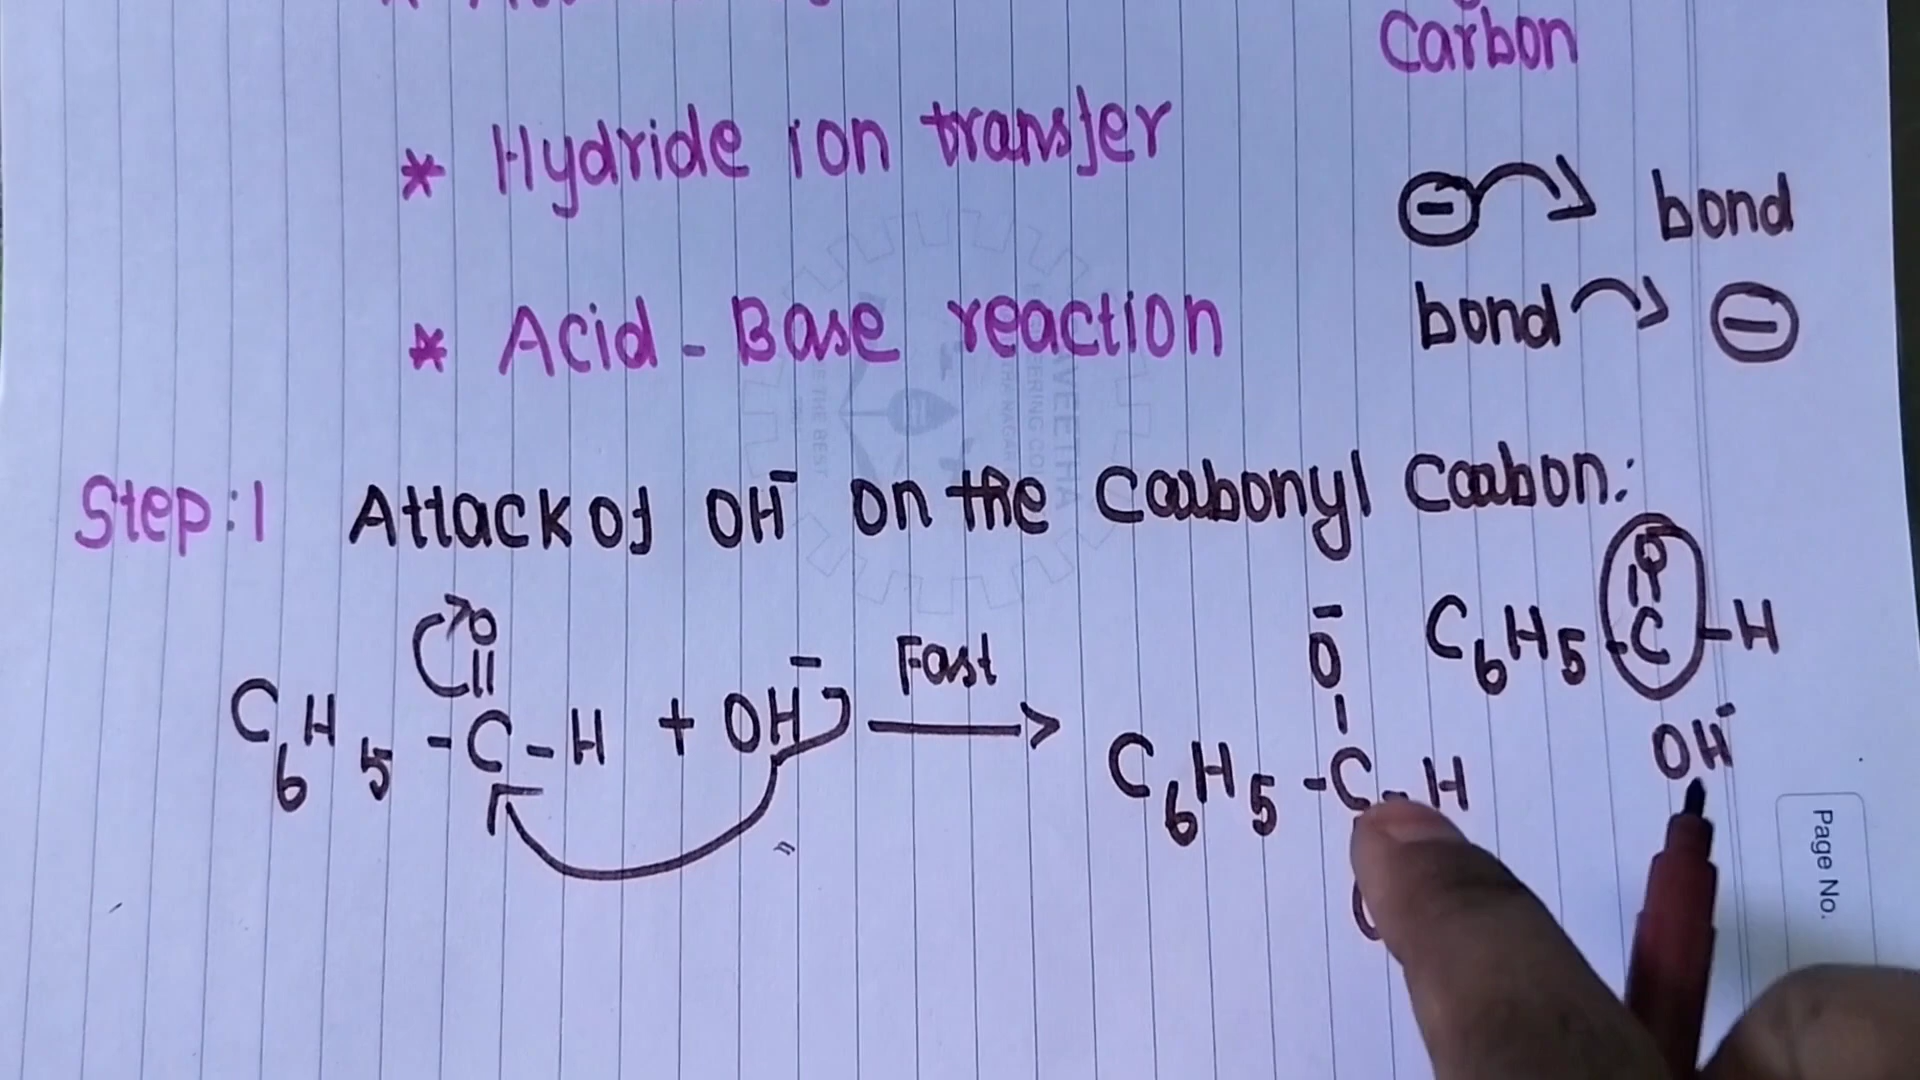 Carbon
* Hydride ion transfer
⊖ ↷ bond
* Acid - Base reaction
bond ↷ ⊖
Step:1 Attack of OH⁻ on the Carbonyl Carbon:
O
||
C6H5 - C - H + OH⁻ Fast →
O⁻
|
C6H5 - C - H
O
||
C6H5 - C - H
OH⁻
Page No.